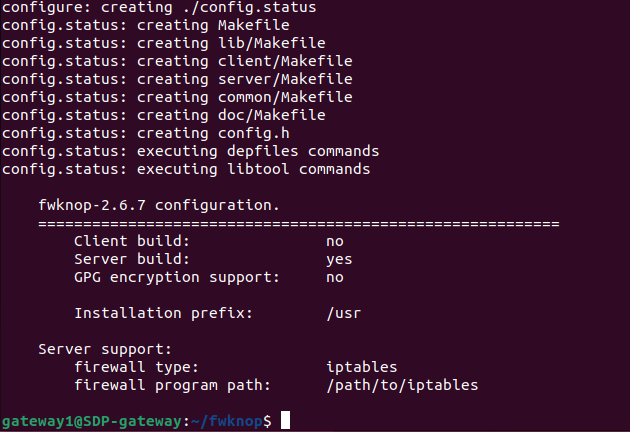 configure: creating ./config.status
config.status: creating Makefile
config.status: creating lib/Makefile
config.status: creating client/Makefile
config.status: creating server/Makefile
config.status: creating common/Makefile
config.status: creating doc/Makefile
config.status: creating config.h
config.status: executing depfiles commands
config.status: executing libtool commands
fwknop-2.6.7 configuration.
==========================================================
Client build: no
Server build: yes
GPG encryption support: no
Installation prefix: /usr
Server support:
firewall type: iptables
firewall program path: /path/to/iptables
gateway1@SDP-gateway:~/fwknop$